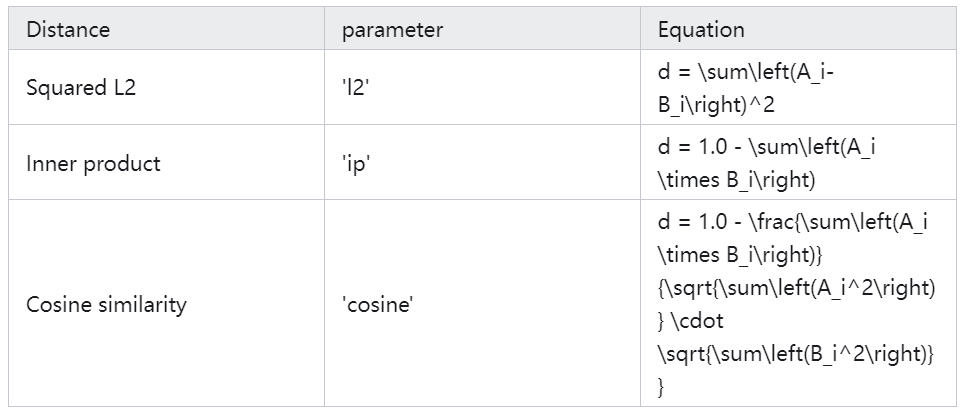 Distance
parameter
Equation
Squared L2
'l2'
d = \sum\left(A_i-
B_i\right)^2
Inner product
'ip'
d = 1.0 - \sum\left(A_i
\times B_i\right)
Cosine similarity
'cosine'
d = 1.0 - \frac{\sum\left(A_i
\times B_i\right)}
{\sqrt{\sum\left(A_i^2\right)
} \cdot
\sqrt{\sum\left(B_i^2\right)}
}